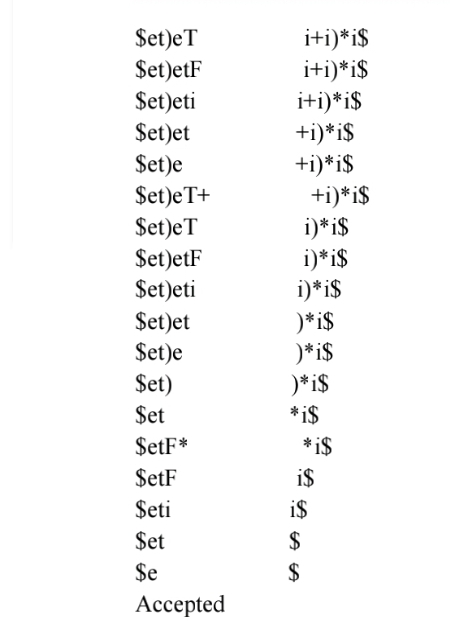 $et)eT i+i)*i$
$et)etF i+i)*i$
$et)eti i+i)*i$
$et)et +i)*i$
$et)e +i)*i$
$et)eT+ +i)*i$
$et)eT i)*i$
$et)etF i)*i$
$et)eti i)*i$
$et)et )*i$
$et)e )*i$
$et) )*i$
$et *i$
$etF* *i$
$etF i$
$eti i$
$et $
$e $
Accepted